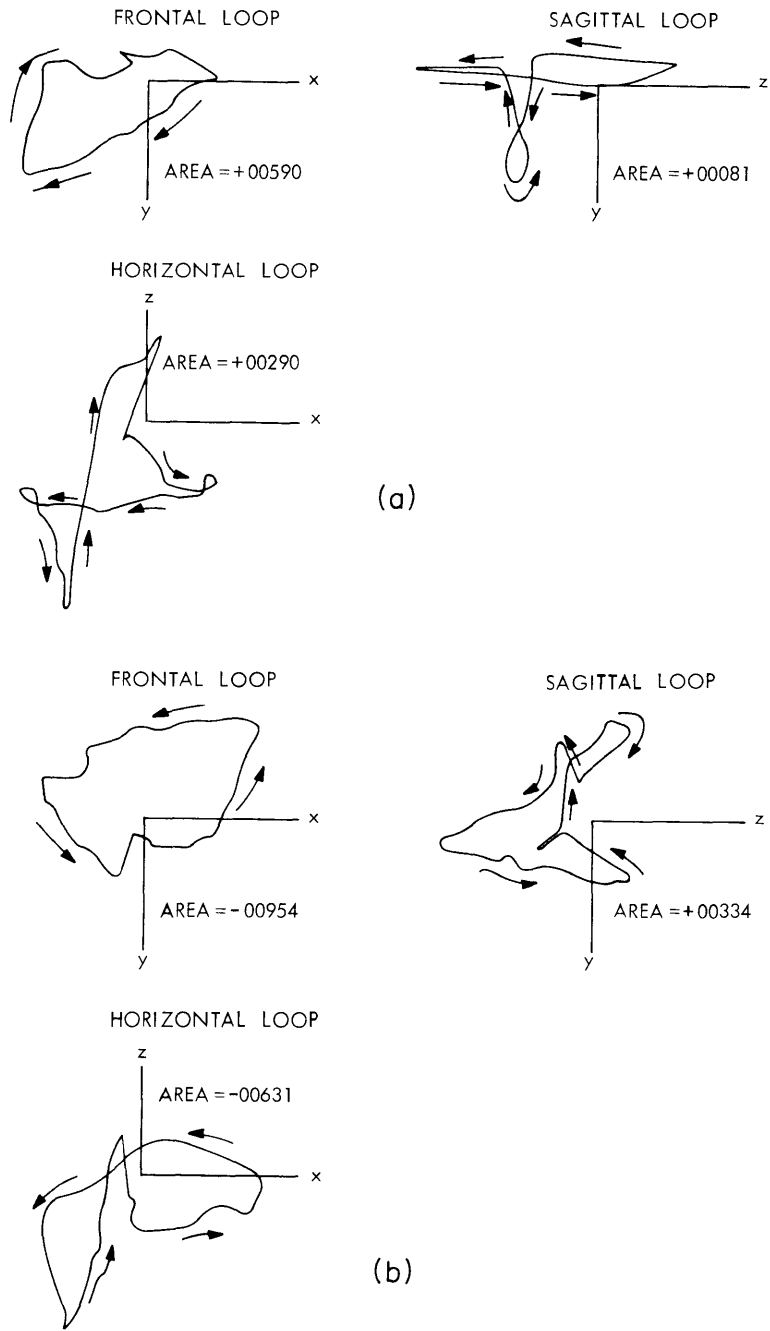 FRONTAL LOOP
x
y
AREA = +00590
SAGITTAL LOOP
z
y
AREA = +00081
HORIZONTAL LOOP
z
AREA = +00290
x
(a)
FRONTAL LOOP
x
AREA = -00954
y
SAGITTAL LOOP
z
AREA = +00334
y
HORIZONTAL LOOP
z
AREA = -00631
x
(b)